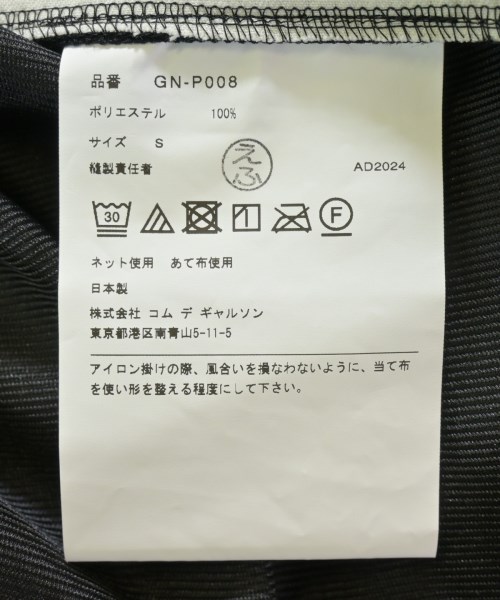 品番 GN-P008
ポリエステル 100%
サイズ S
縫製責任者 えふ AD2024
30 F
ネット使用 あて布使用
日本製
株式会社 コム デ ギャルソン
東京都港区南青山5-11-5
アイロン掛けの際、風合いを損なわないように、当て布
を使い形を整える程度にして下さい。